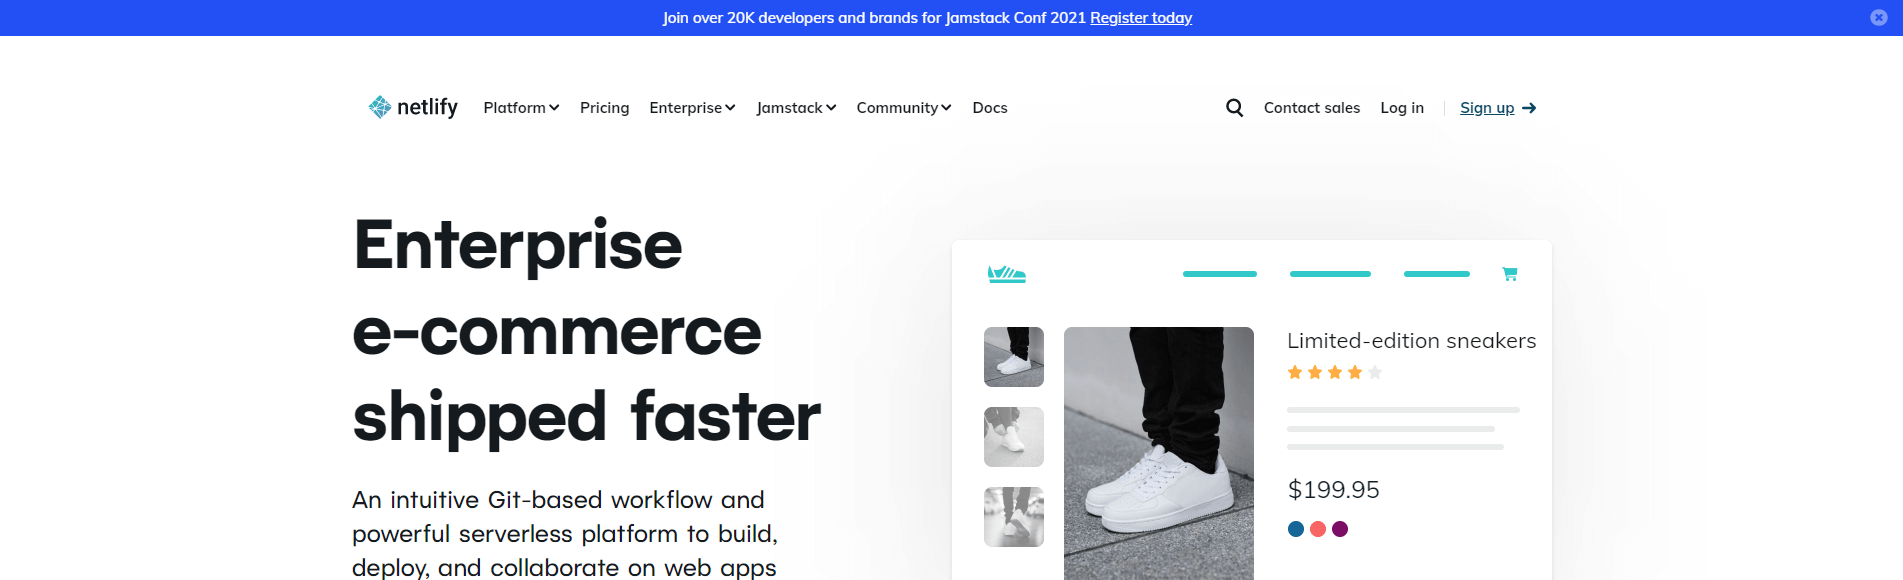 Join over 20K developers and brands for Jamstack Conf 2021 Register today
netlify Platform Pricing Enterprise Jamstack Community Docs Contact sales Log in Sign up
Enterprise
e-commerce
shipped faster
An intuitive Git-based workflow and
powerful serverless platform to build,
deploy, and collaborate on web apps
Limited-edition sneakers
$199.95